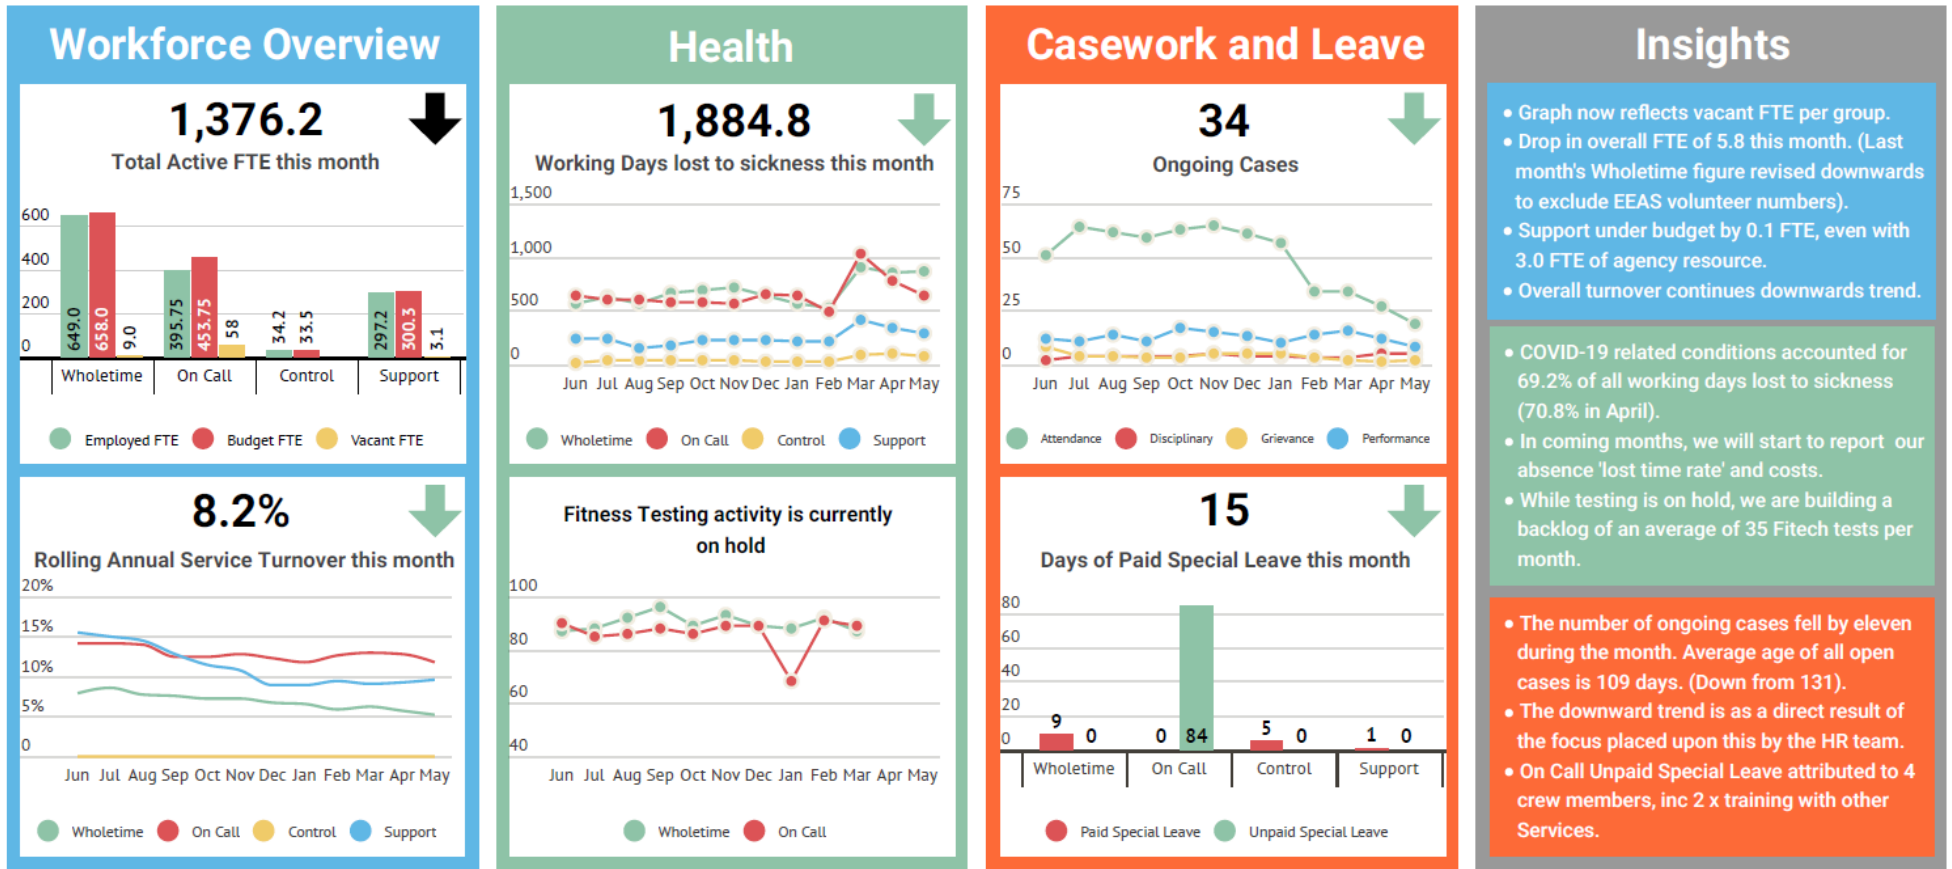 Workforce Overview
1,376.2
Total Active FTE this month
600
400
200
0
649.0
658.0
9.0
395.75
453.75
58
34.2
33.5
297.2
300.3
3.1
Wholetime On Call Control Support
Employed FTE Budget FTE Vacant FTE
8.2%
Rolling Annual Service Turnover this month
20%
15%
10%
5%
0
Jun Jul Aug Sep Oct Nov Dec Jan Feb Mar Apr May
Wholetime On Call Control Support
Health
1,884.8
Working Days lost to sickness this month
1,500
1,000
500
0
Jun Jul Aug Sep Oct Nov Dec Jan Feb Mar Apr May
Wholetime On Call Control Support
Fitness Testing activity is currently
on hold
100
80
60
40
Jun Jul Aug Sep Oct Nov Dec Jan Feb Mar Apr May
Wholetime On Call
Casework and Leave
34
Ongoing Cases
75
50
25
0
Jun Jul Aug Sep Oct Nov Dec Jan Feb Mar Apr May
Attendance Disciplinary Grievance Performance
15
Days of Paid Special Leave this month
80
60
40
20
0
9 0 0 84 5 0 1 0
Wholetime On Call Control Support
Paid Special Leave Unpaid Special Leave
Insights
• Graph now reflects vacant FTE per group.
• Drop in overall FTE of 5.8 this month. (Last
month's Wholetime figure revised downwards
to exclude EEAS volunteer numbers).
• Support under budget by 0.1 FTE, even with
3.0 FTE of agency resource.
• Overall turnover continues downwards trend.
• COVID-19 related conditions accounted for
69.2% of all working days lost to sickness
(70.8% in April).
• In coming months, we will start to report our
absence 'lost time rate' and costs.
• While testing is on hold, we are building a
backlog of an average of 35 Fitech tests per
month.
• The number of ongoing cases fell by eleven
during the month. Average age of all open
cases is 109 days. (Down from 131).
• The downward trend is as a direct result of
the focus placed upon this by the HR team.
• On Call Unpaid Special Leave attributed to 4
crew members, inc 2 x training with other
Services.